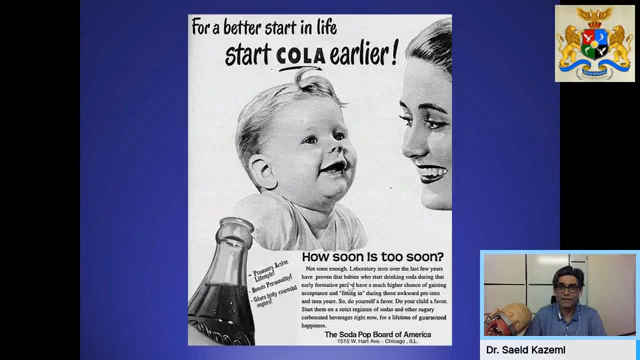 For a better start in life
start COLA earlier!
- Promotes Active
Lifestyle!
- Boosts Personality!
- Gives body essential
sugars!
How soon is too soon?
Not soon enough. Laboratory tests over the last few years
have proven that babies who start drinking soda during that
early formative period have a much higher chance of gaining
acceptance and "fitting in" during those awkward pre-teen
and teen years. So, do yourself a favor. Do your child a favor.
Start them on a strict regimen of sodas and other sugary
carbonated beverages right now, for a lifetime of guaranteed
happiness.
The Soda Pop Board of America
1515 W. Hart Ave. - Chicago, ILL.
Dr. Saeid Kazemi